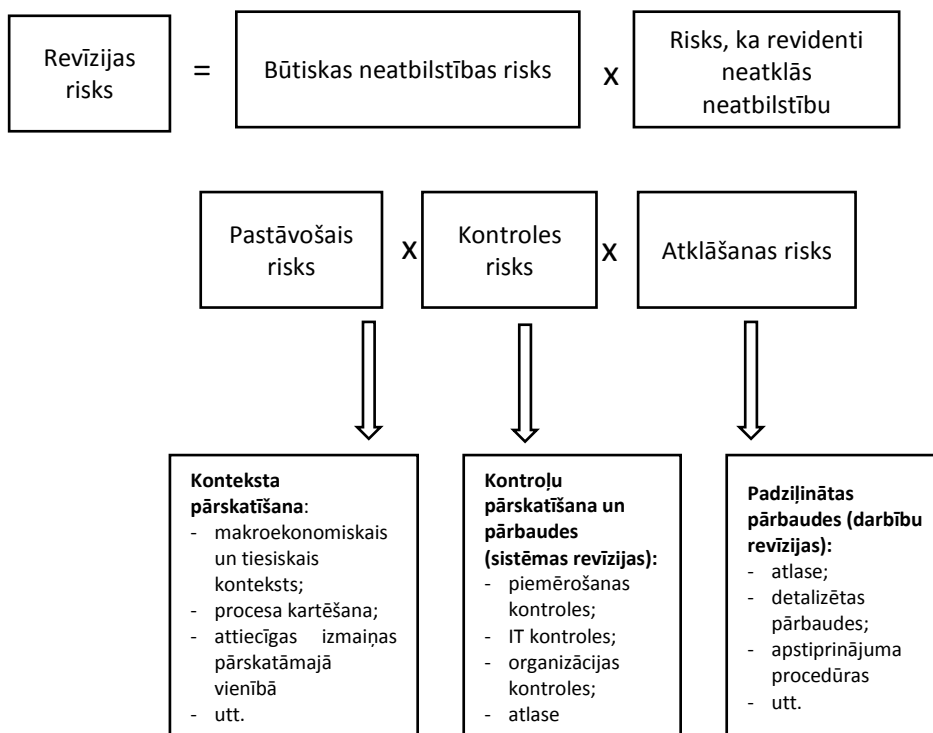 Revīzijas
risks
=
Būtiskas neatbilstības risks
x
Risks, ka revidenti
neatklās
neatbilstību
Pastāvošais
risks
x
Kontroles
risks
x
Atklāšanas risks
Konteksta
pārskatīšana:
- makroekonomiskais
un tiesiskais
konteksts;
- procesa kartēšana;
- attiecīgas izmaiņas
pārskatāmajā
vienībā
- utt.
Kontroļu
pārskatīšana un
pārbaudes
(sistēmas revīzijas):
- piemērošanas
kontroles;
- IT kontroles;
- organizācijas
kontroles;
- atlase
Padziļinātas
pārbaudes (darbību
revīzijas):
- atlase;
- detalizētas
pārbaudes;
- apstiprinājuma
procedūras
- utt.